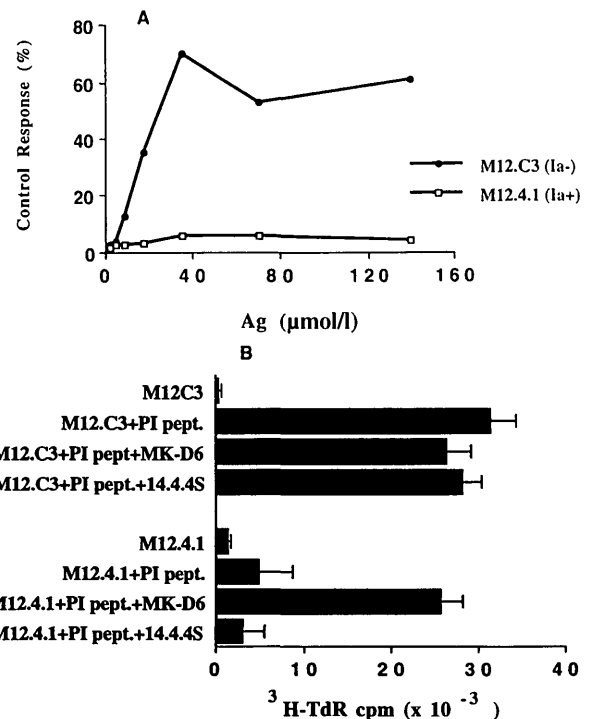 A
Control Response (%)
80
60
40
20
0
0 40 80 120 160
Ag (µmol/l)
M12.C3 (Ia-)
M12.4.1 (Ia+)
B
M12C3
M12.C3+PI pept.
M12.C3+PI pept+MK-D6
M12.C3+PI pept.+14.4.4S
M12.4.1
M12.4.1+PI pept.
M12.4.1+PI pept.+MK-D6
M12.4.1+PI pept.+14.4.4S
0 10 20 30 40
³H-TdR cpm (x 10⁻³)